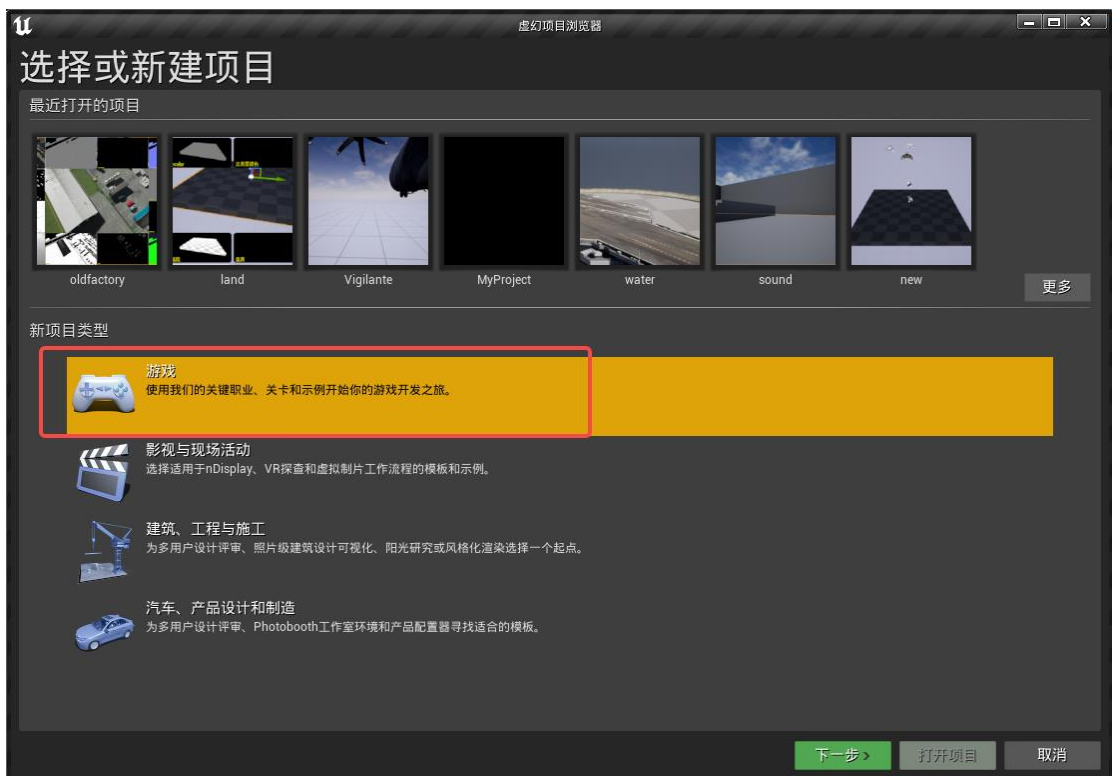 虚幻项目浏览器
选择或新建项目
最近打开的项目
oldfactory
land
Vigilante
MyProject
water
sound
new
更多
新项目类型
游戏
使用我们的关键职业、关卡和示例开始你的游戏开发之旅。
影视与现场活动
选择适用于nDisplay、VR探查和虚拟制片工作流程的模板和示例。
建筑、工程与施工
为多用户设计评审、照片级建筑设计可视化、阳光研究或风格化渲染选择一个起点。
汽车、产品设计和制造
为多用户设计评审、Photobooth工作室环境和产品配置器寻找适合的模板。
下一步
打开项目
取消